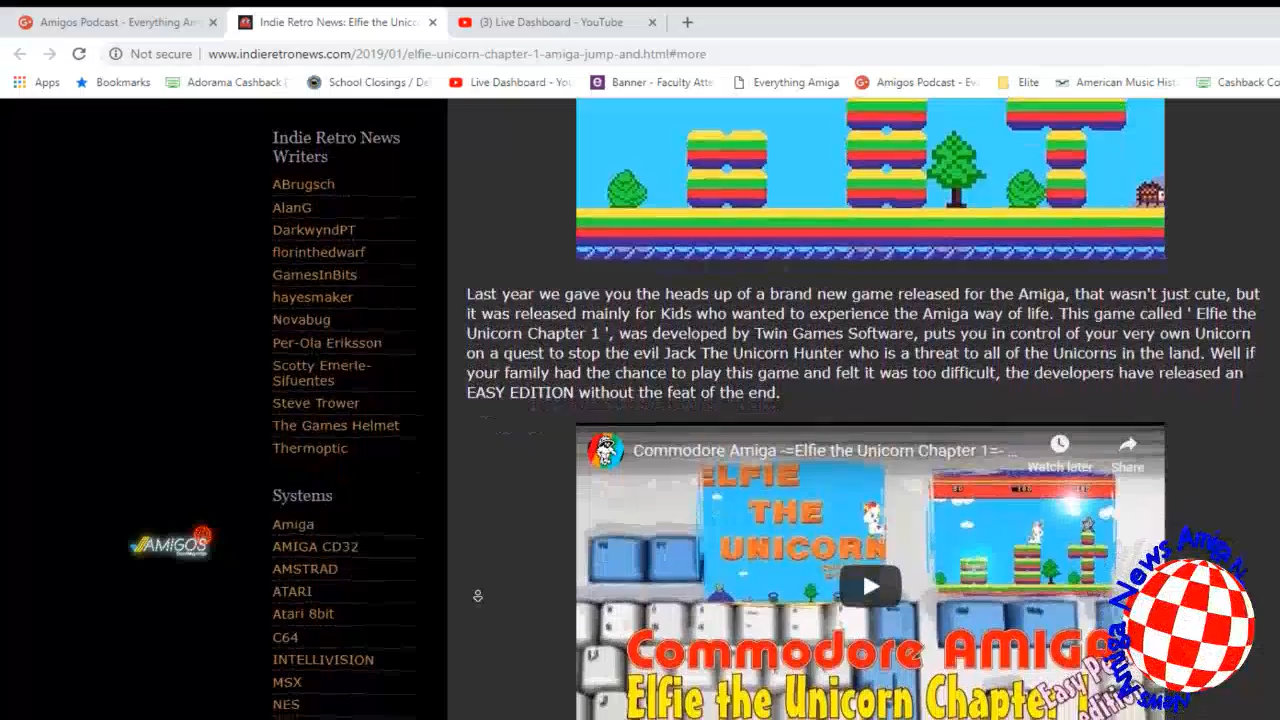 Amigos Podcast - Everything Am
Indie Retro News: Elfie the Unico
(3) Live Dashboard - YouTube
Not secure | www.indieretronews.com/2019/01/elfie-unicorn-chapter-1-amiga-jump-and.html#more
Apps
Bookmarks
Adorama Cashback
School Closings / De
Live Dashboard - Yo
Banner - Faculty Atte
Everything Amiga
Amigos Podcast - Ev
Elite
American Music Hist
Cashback Co
Indie Retro News
Writers
ABrugsch
AlanG
DarkwyndPT
florinthedwarf
GamesInBits
hayesmaker
Novabug
Per-Ola Eriksson
Scotty Emerle-
Sifuentes
Steve Trower
The Games Helmet
Thermoptic
Systems
Amiga
AMIGA CD32
AMSTRAD
ATARI
Atari 8bit
C64
INTELLIVISION
MSX
NES
AMIGOS
Last year we gave you the heads up of a brand new game released for the Amiga, that wasn't just cute, but
it was released mainly for Kids who wanted to experience the Amiga way of life. This game called ' Elfie the
Unicorn Chapter 1 ', was developed by Twin Games Software, puts you in control of your very own Unicorn
on a quest to stop the evil Jack The Unicorn Hunter who is a threat to all of the Unicorns in the land. Well if
your family had the chance to play this game and felt it was too difficult, the developers have released an
EASY EDITION without the feat of the end.
Commodore Amiga -=Elfie the Unicorn Chapter 1=- ...
Watch later
Share
ELFIE
THE
UNICORN
Commodore AMIGA
Elfie the Unicorn Chapter
Amiga News Amiga